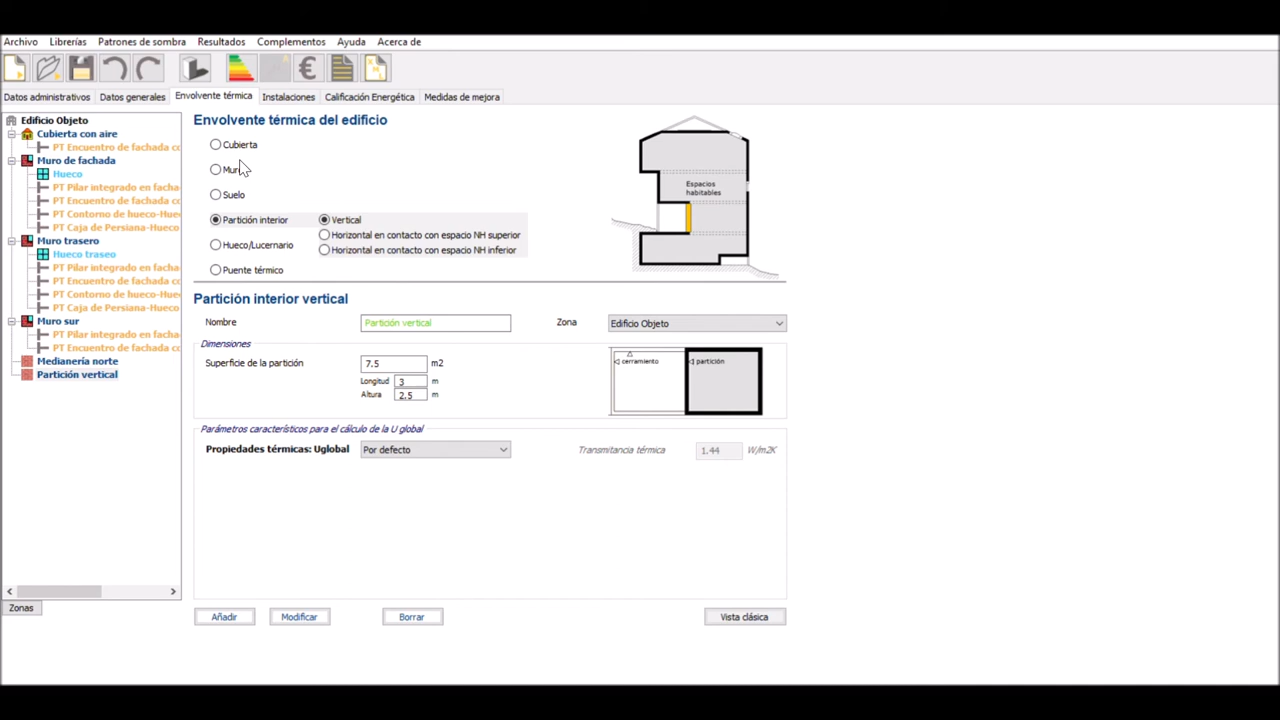 Archivo Librerías Patrones de sombra Resultados Complementos Ayuda Acerca de
Datos administrativos Datos generales Envolvente térmica Instalaciones Calificación Energética Medidas de mejora
Edificio Objeto
Cubierta con aire
PT Encuentro de fachada co
Muro de fachada
Hueco
PT Pilar integrado en facha
PT Encuentro de fachada co
PT Contorno de hueco-Hue
PT Caja de Persiana-Hueco
Muro trasero
Hueco traseo
PT Pilar integrado en facha
PT Encuentro de fachada co
PT Contorno de hueco-Hue
PT Caja de Persiana-Hueco
Muro sur
PT Pilar integrado en facha
PT Encuentro de fachada co
Medianería norte
Partición vertical
Zonas
Envolvente térmica del edificio
Cubierta
Muro
Suelo
Partición interior
Hueco/Lucernario
Puente térmico
Vertical
Horizontal en contacto con espacio NH superior
Horizontal en contacto con espacio NH inferior
Espacios
habitables
Partición interior vertical
Nombre Partición vertical Zona Edificio Objeto
Dimensiones
Superficie de la partición 7.5 m2
Longitud 3 m
Altura 2.5 m
cerramiento partición
Parámetros característicos para el cálculo de la U global
Propiedades térmicas: Uglobal Por defecto Transmitancia térmica 1.44 W/m2K
Añadir Modificar Borrar Vista clásica